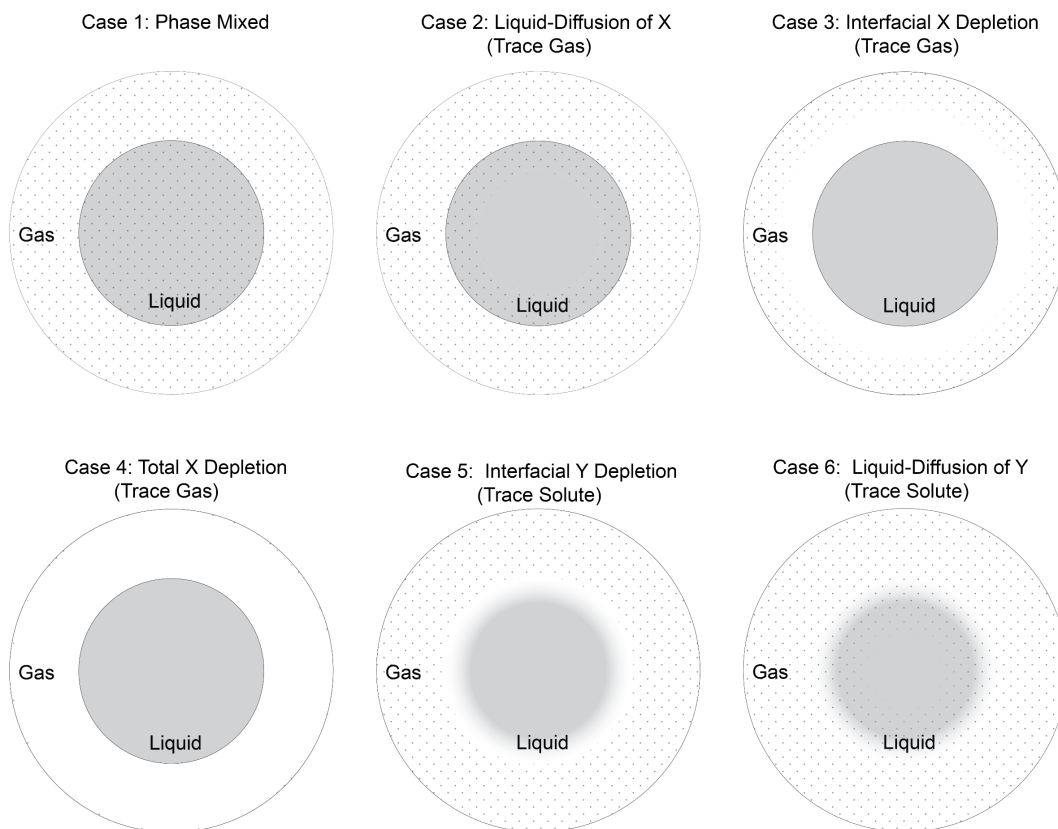 Case 1: Phase Mixed
Case 2: Liquid-Diffusion of X
(Trace Gas)
Case 3: Interfacial X Depletion
(Trace Gas)
Gas
Liquid
Gas
Liquid
Gas
Liquid
Case 4: Total X Depletion
(Trace Gas)
Case 5: Interfacial Y Depletion
(Trace Solute)
Case 6: Liquid-Diffusion of Y
(Trace Solute)
Gas
Liquid
Gas
Liquid
Gas
Liquid